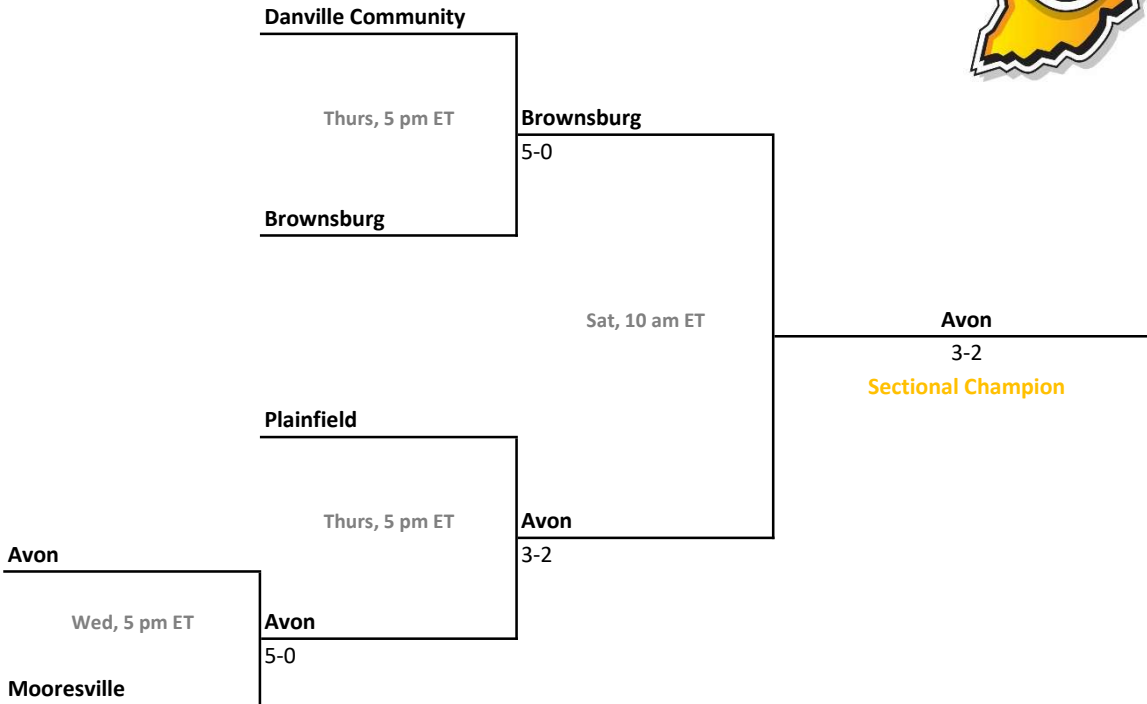 Danville Community
Thurs, 5 pm ET
Brownsburg
5-0
Brownsburg
Sat, 10 am ET
Avon
3-2
Sectional Champion
Plainfield
Thurs, 5 pm ET
Avon
3-2
Avon
Wed, 5 pm ET
Avon
5-0
Mooresville